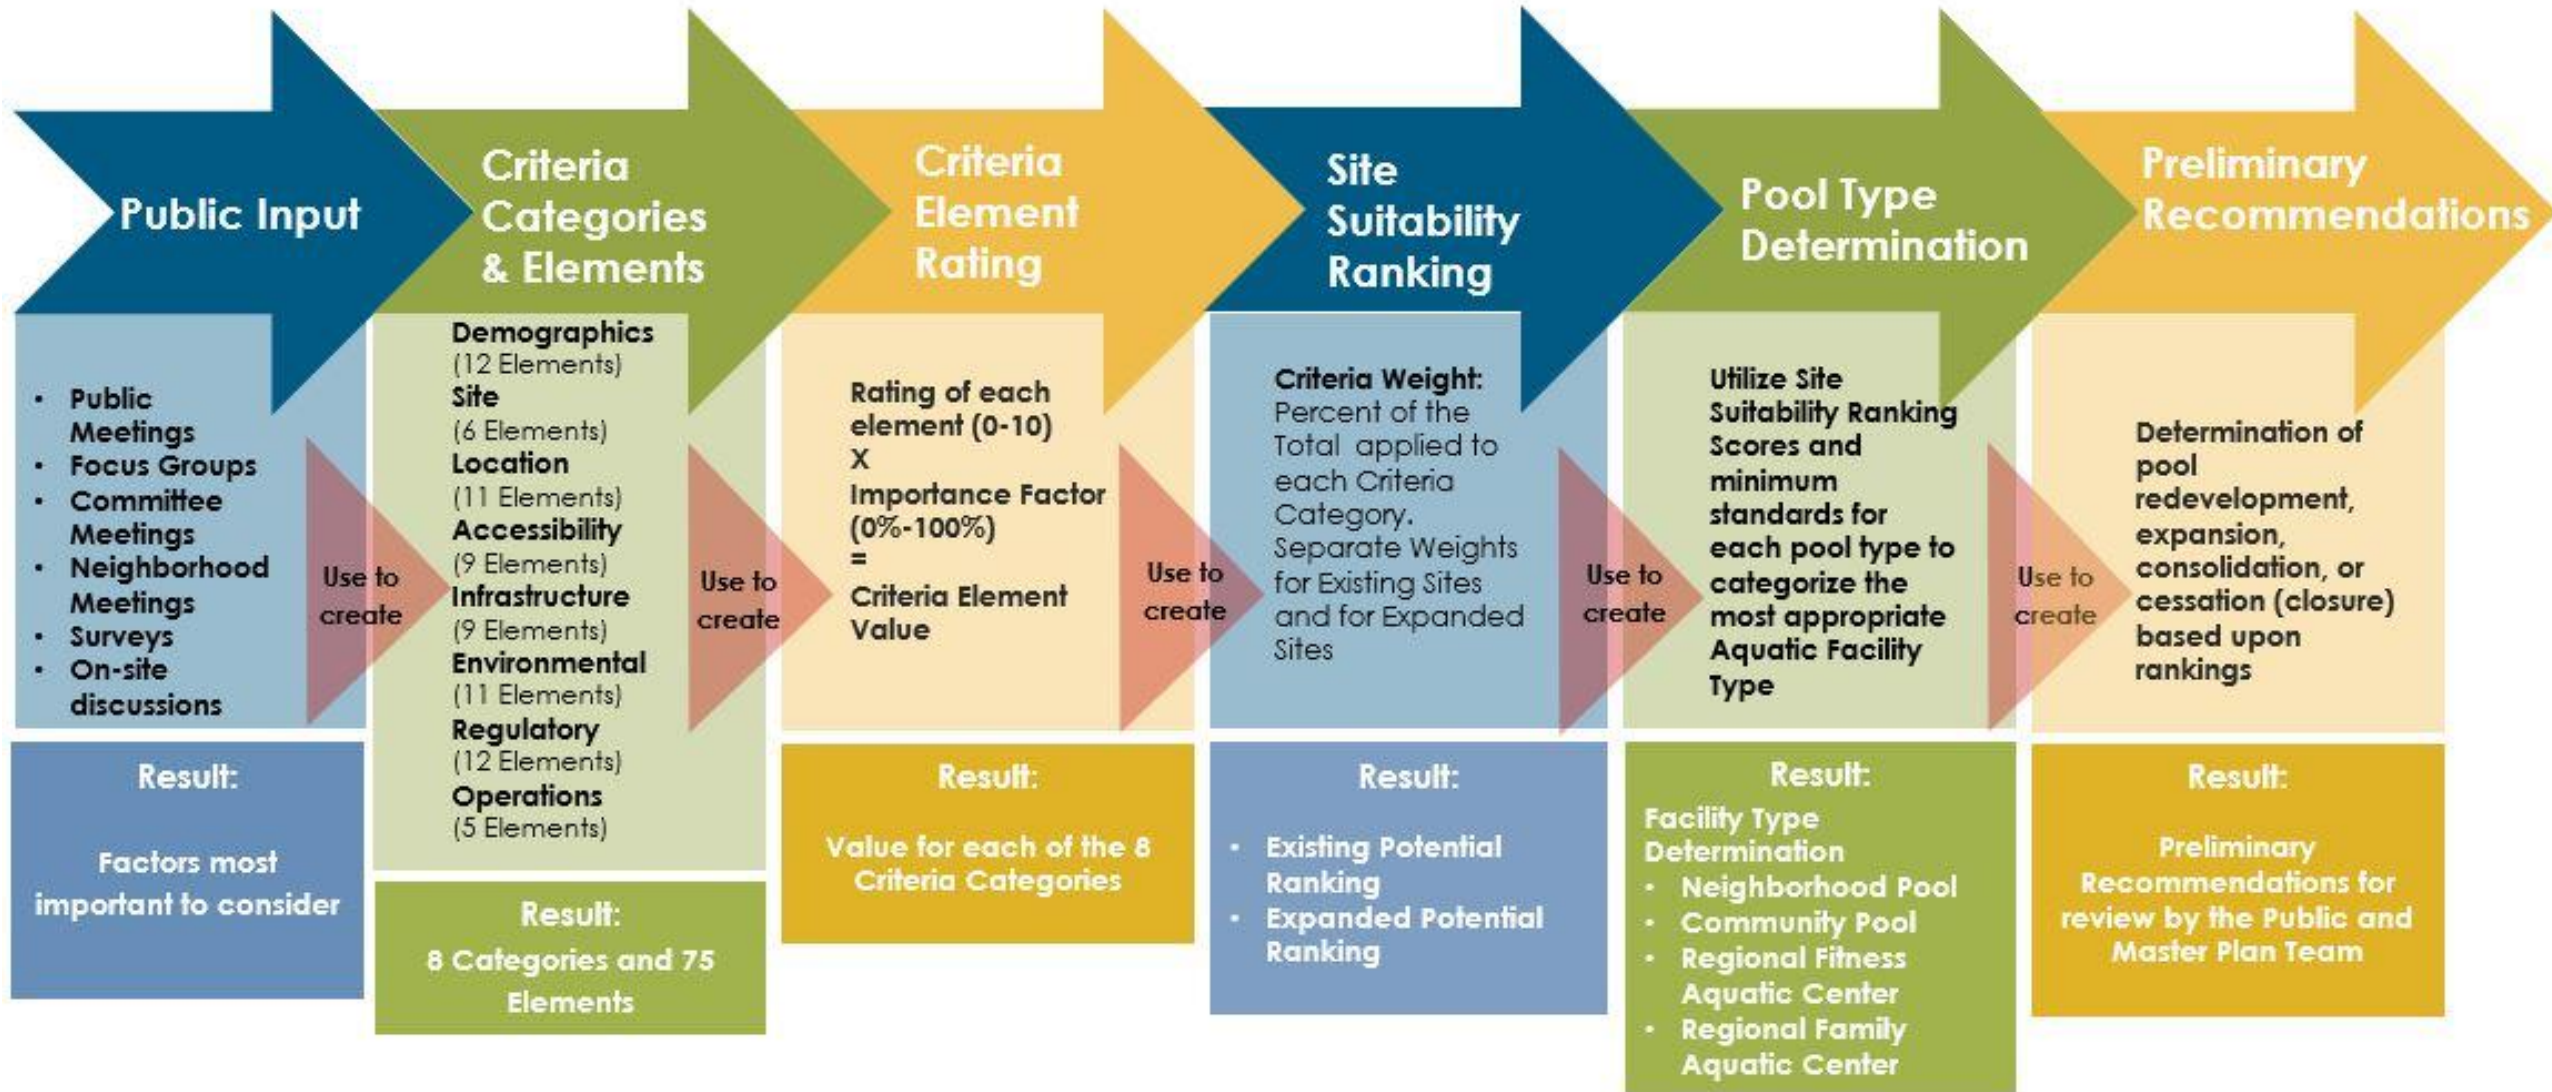 Public Input
• Public
Meetings
• Focus Groups
• Committee
Meetings
• Neighborhood
Meetings
• Surveys
• On-site
discussions
Result:
Factors most
important to consider
Use to
create
Criteria
Categories
& Elements
Demographics
(12 Elements)
Site
(6 Elements)
Location
(11 Elements)
Accessibility
(9 Elements)
Infrastructure
(9 Elements)
Environmental
(11 Elements)
Regulatory
(12 Elements)
Operations
(5 Elements)
Result:
8 Categories and 75
Elements
Use to
create
Criteria
Element
Rating
Rating of each
element (0-10)
X
Importance Factor
(0%-100%)
=
Criteria Element
Value
Result:
Value for each of the 8
Criteria Categories
Use to
create
Site
Suitability
Ranking
Criteria Weight:
Percent of the
Total applied to
each Criteria
Category.
Separate Weights
for Existing Sites
and for Expanded
Sites
Result:
• Existing Potential
Ranking
• Expanded Potential
Ranking
Use to
create
Pool Type
Determination
Utilize Site
Suitability Ranking
Scores and
minimum
standards for
each pool type to
categorize the
most appropriate
Aquatic Facility
Type
Result:
Facility Type
Determination
• Neighborhood Pool
• Community Pool
• Regional Fitness
Aquatic Center
• Regional Family
Aquatic Center
Use to
create
Preliminary
Recommendations
Determination of
pool
redevelopment,
expansion,
consolidation, or
cessation (closure)
based upon
rankings
Result:
Preliminary
Recommendations for
review by the Public and
Master Plan Team